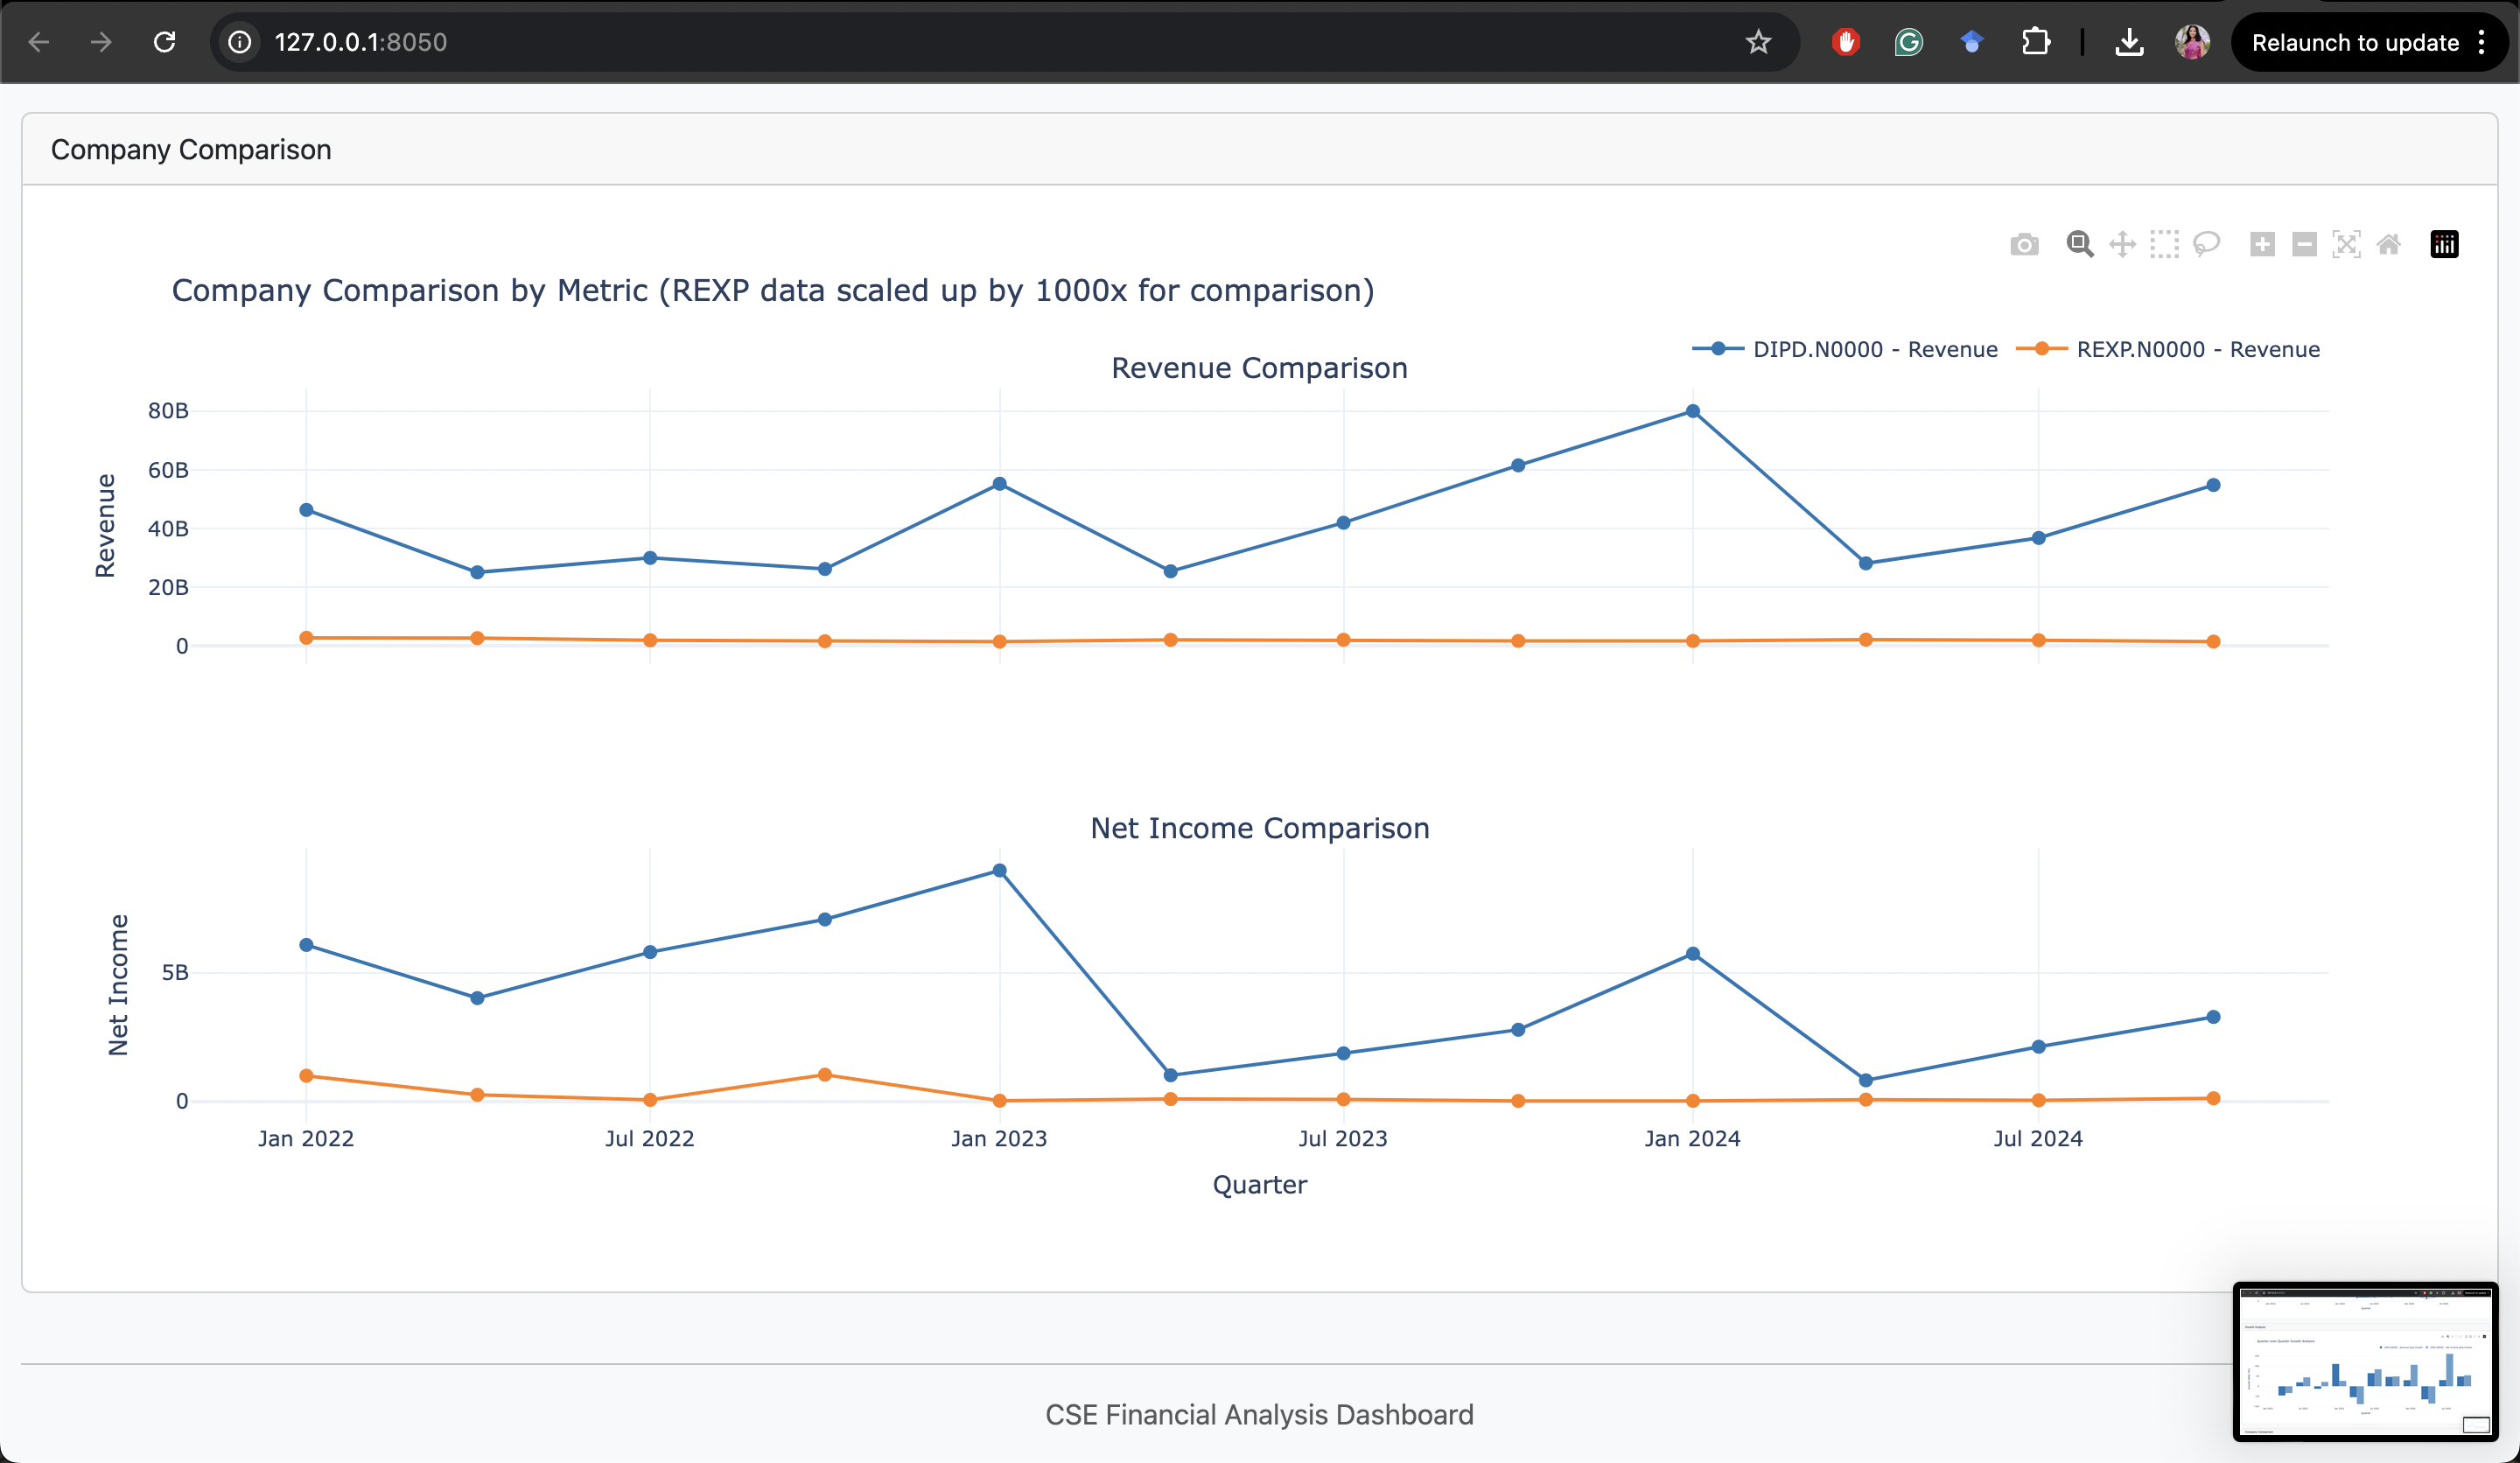 127.0.0.1:8050
Relaunch to update
Company Comparison
Company Comparison by Metric (REXP data scaled up by 1000x for comparison)
DIPD.N0000 - Revenue
REXP.N0000 - Revenue
Revenue Comparison
Revenue
80B
60B
40B
20B
0
Net Income Comparison
Net Income
5B
0
Jan 2022
Jul 2022
Jan 2023
Jul 2023
Jan 2024
Jul 2024
Quarter
CSE Financial Analysis Dashboard